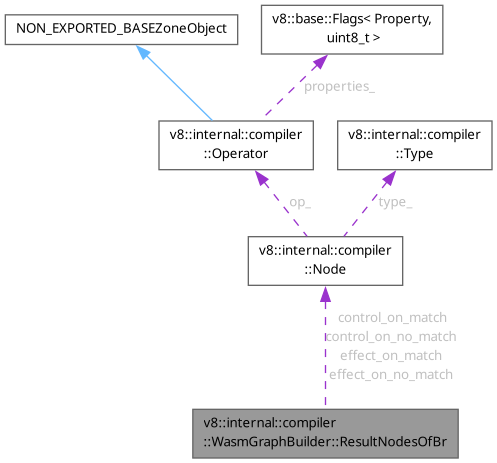 NON_EXPORTED_BASEZoneObject
v8::base::Flags< Property,
uint8_t >
properties_
v8::internal::compiler
::Operator
v8::internal::compiler
::Type
op_
type_
v8::internal::compiler
::Node
control_on_match
control_on_no_match
effect_on_match
effect_on_no_match
v8::internal::compiler
::WasmGraphBuilder::ResultNodesOfBr